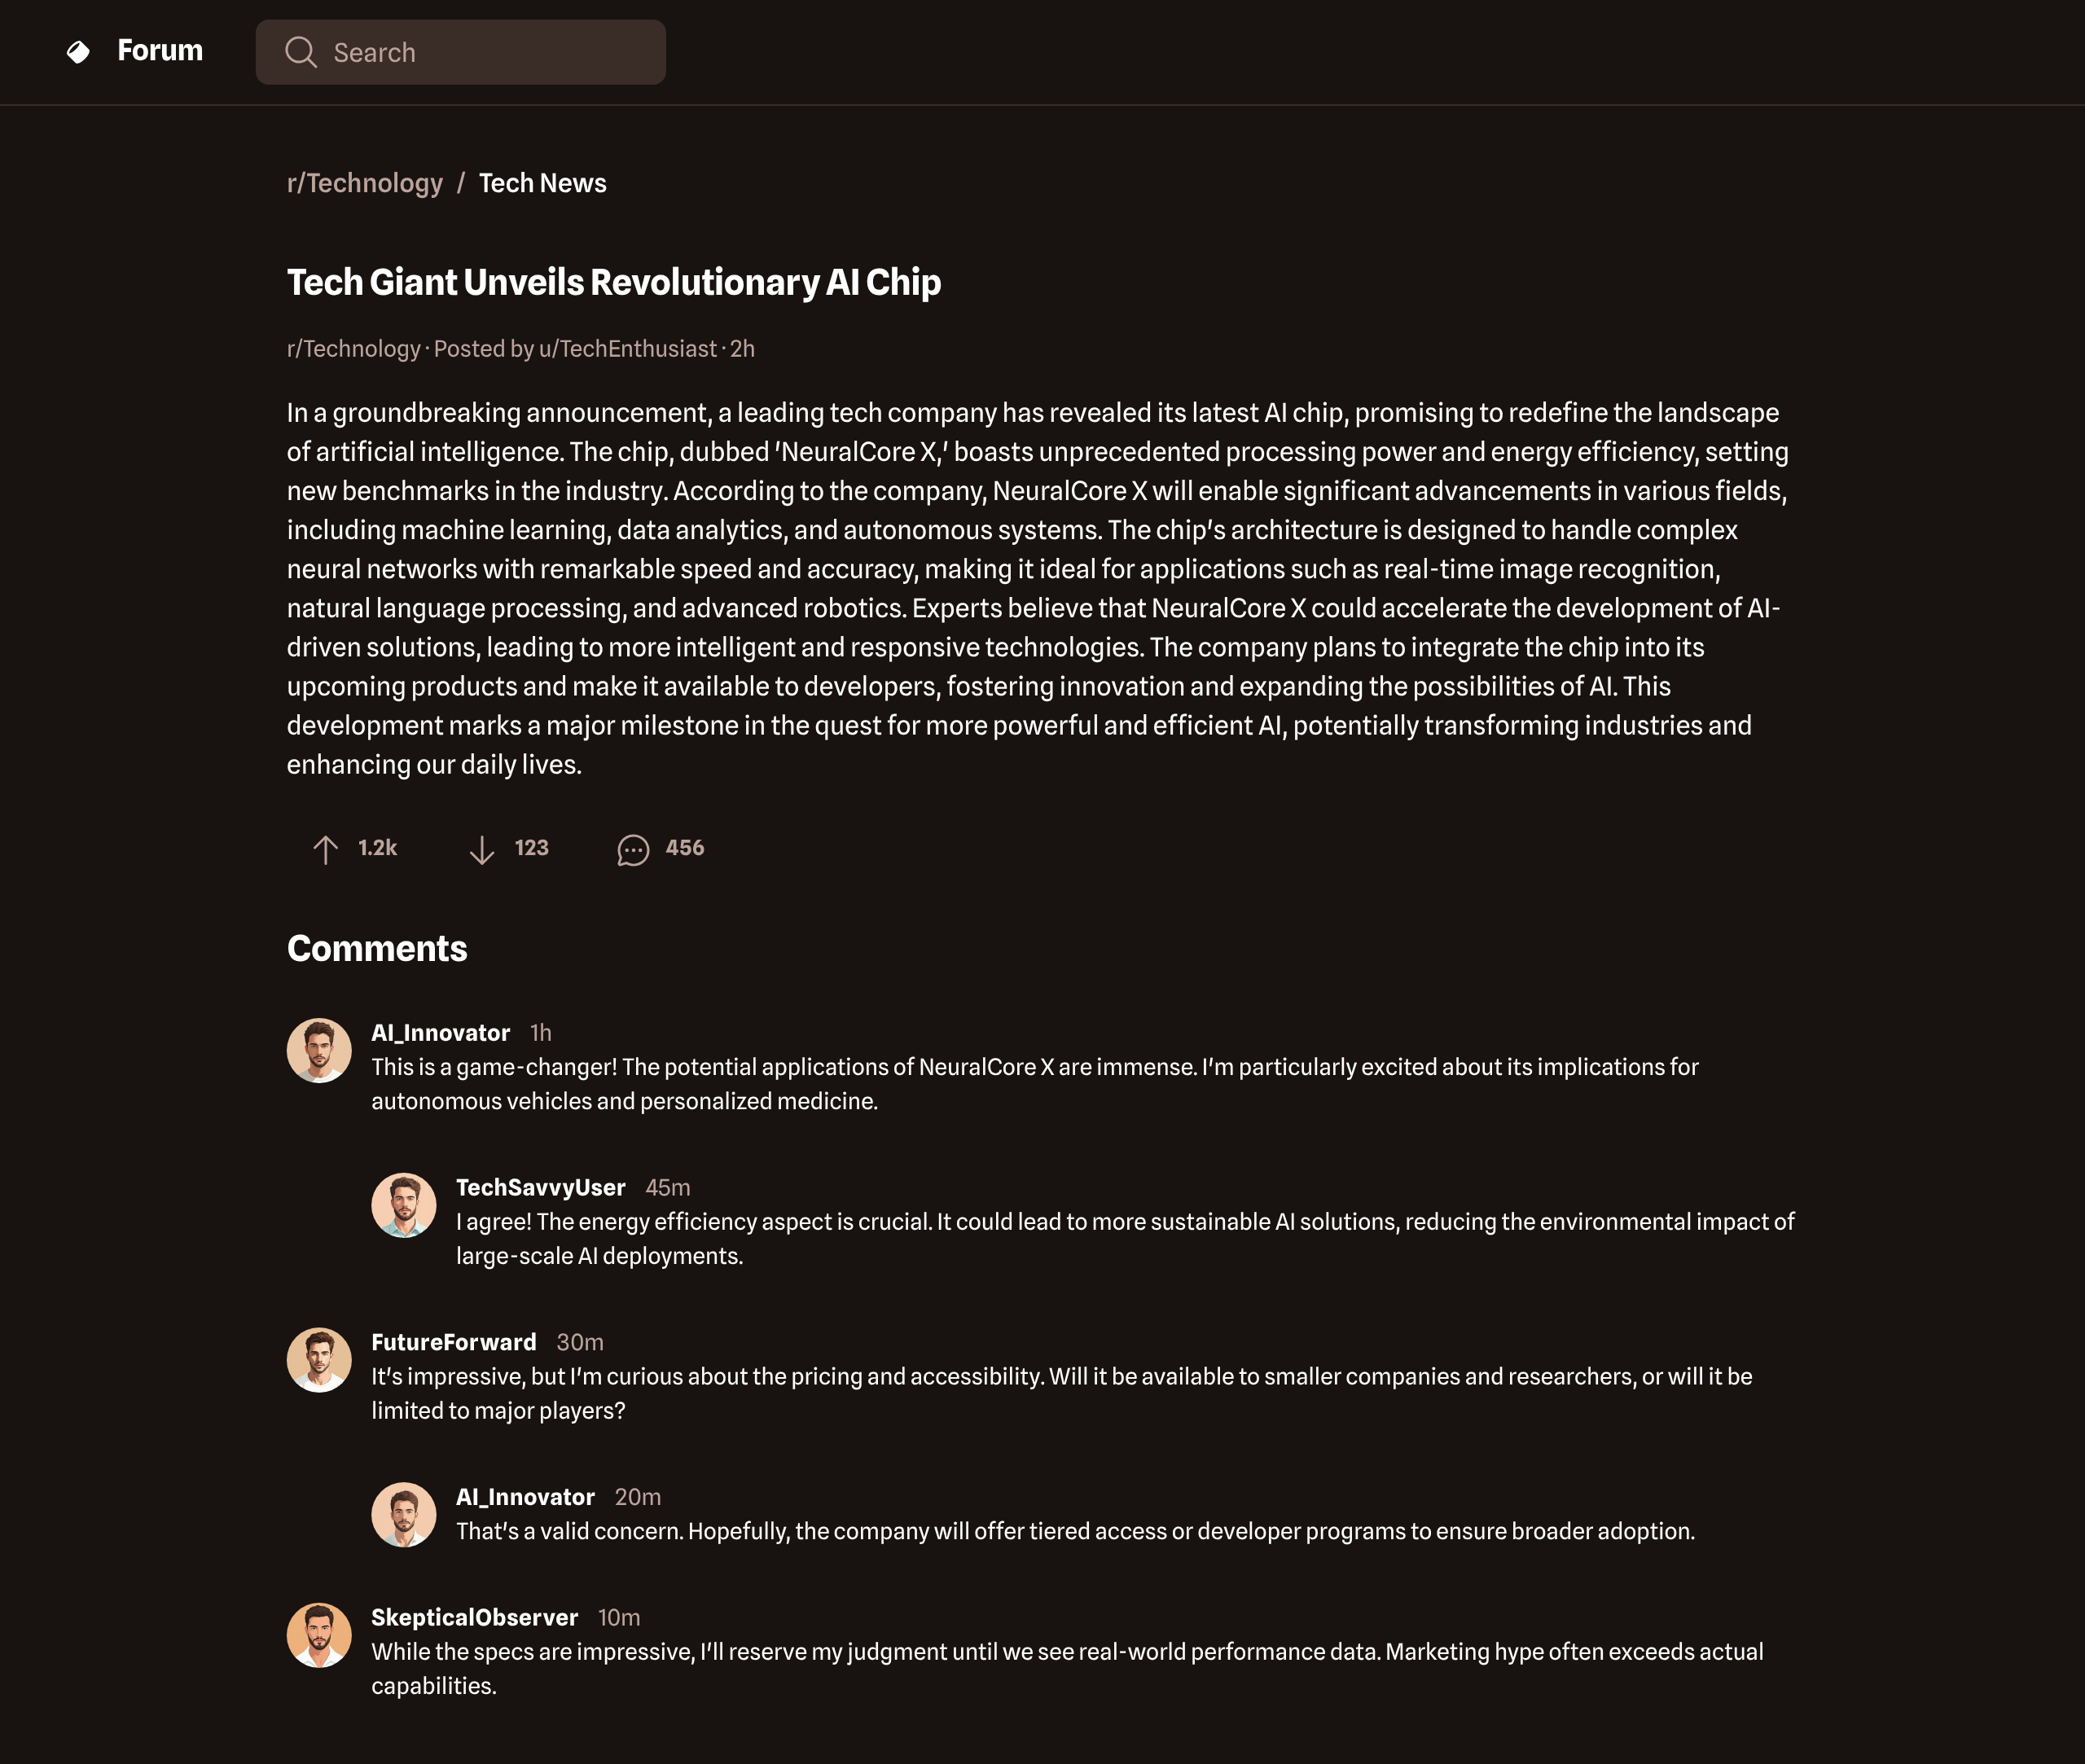 Forum
Search
r/Technology / Tech News
Tech Giant Unveils Revolutionary AI Chip
r/Technology · Posted by u/TechEnthusiast · 2h
In a groundbreaking announcement, a leading tech company has revealed its latest AI chip, promising to redefine the landscape
of artificial intelligence. The chip, dubbed 'NeuralCore X,' boasts unprecedented processing power and energy efficiency, setting
new benchmarks in the industry. According to the company, NeuralCore X will enable significant advancements in various fields,
including machine learning, data analytics, and autonomous systems. The chip's architecture is designed to handle complex
neural networks with remarkable speed and accuracy, making it ideal for applications such as real-time image recognition,
natural language processing, and advanced robotics. Experts believe that NeuralCore X could accelerate the development of AI-
driven solutions, leading to more intelligent and responsive technologies. The company plans to integrate the chip into its
upcoming products and make it available to developers, fostering innovation and expanding the possibilities of AI. This
development marks a major milestone in the quest for more powerful and efficient AI, potentially transforming industries and
enhancing our daily lives.
1.2k 123 456
Comments
AI_Innovator 1h
This is a game-changer! The potential applications of NeuralCore X are immense. I'm particularly excited about its implications for
autonomous vehicles and personalized medicine.
TechSavvyUser 45m
I agree! The energy efficiency aspect is crucial. It could lead to more sustainable AI solutions, reducing the environmental impact of
large-scale AI deployments.
FutureForward 30m
It's impressive, but I'm curious about the pricing and accessibility. Will it be available to smaller companies and researchers, or will it be
limited to major players?
AI_Innovator 20m
That's a valid concern. Hopefully, the company will offer tiered access or developer programs to ensure broader adoption.
SkepticalObserver 10m
While the specs are impressive, I'll reserve my judgment until we see real-world performance data. Marketing hype often exceeds actual
capabilities.